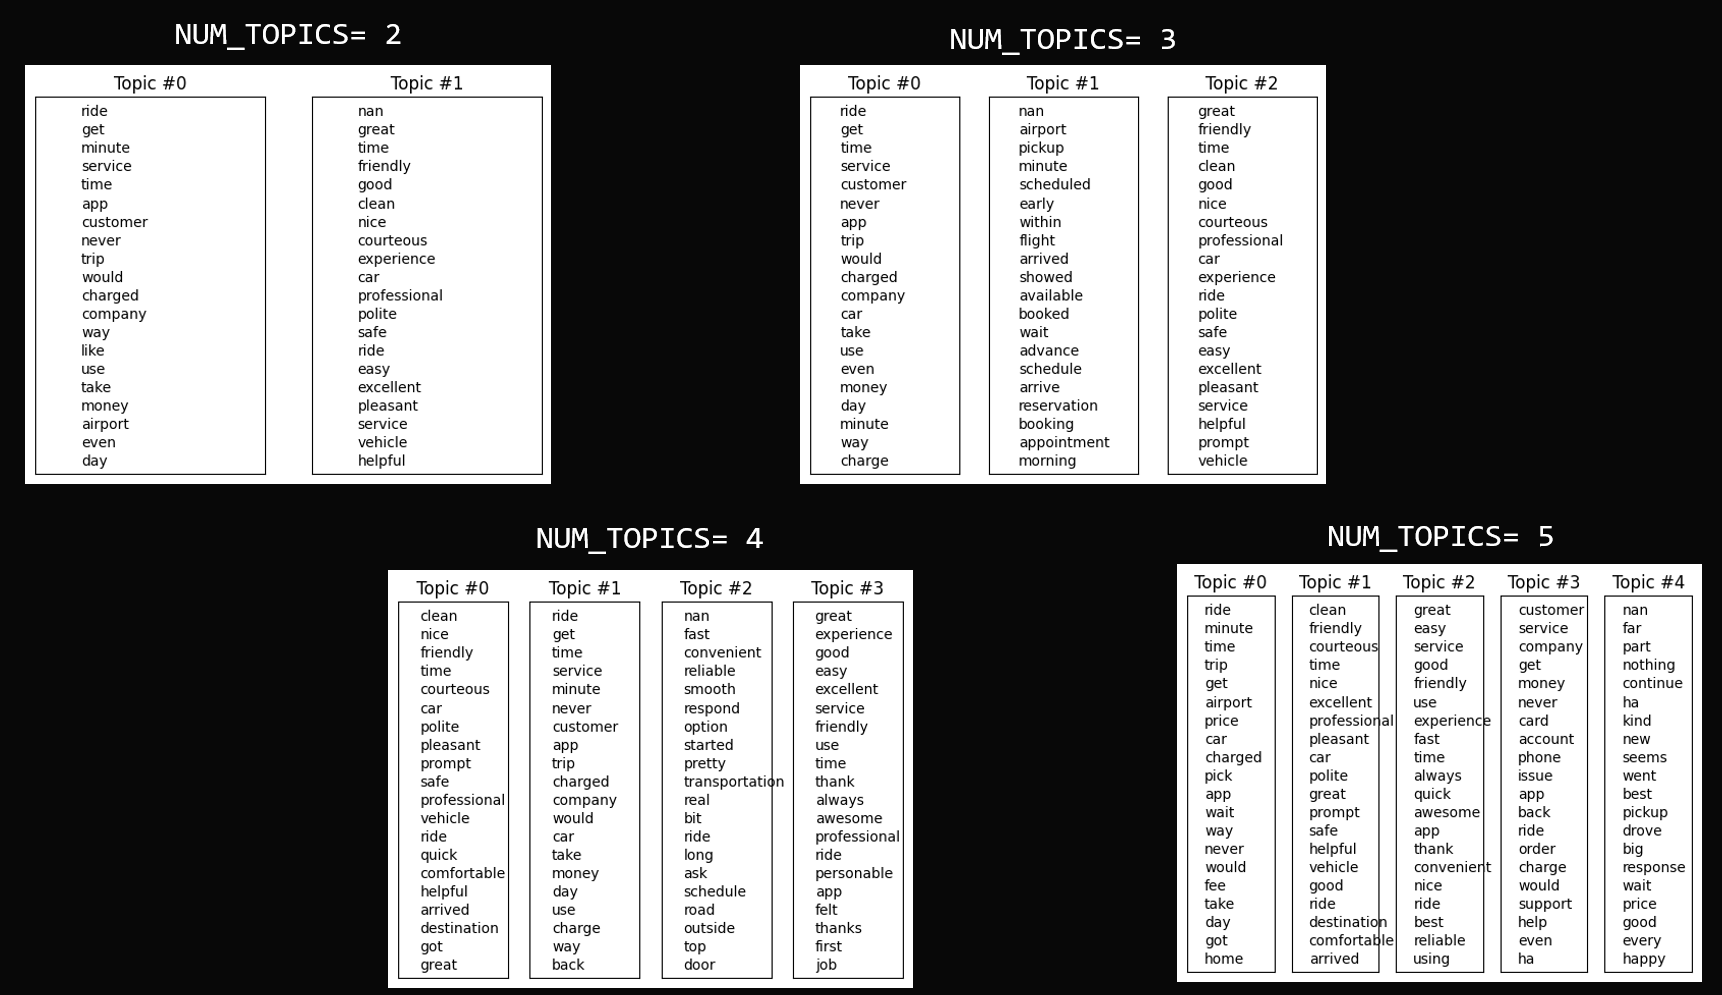 NUM_TOPICS= 2
Topic #0
ride
get
minute
service
time
app
customer
never
trip
would
charged
company
way
like
use
take
money
airport
even
day
Topic #1
nan
great
time
friendly
good
clean
nice
courteous
experience
car
professional
polite
safe
ride
easy
excellent
pleasant
service
vehicle
helpful
NUM_TOPICS= 3
Topic #0
ride
get
time
service
customer
never
app
trip
would
charged
company
car
take
use
even
money
day
minute
way
charge
Topic #1
nan
airport
pickup
minute
scheduled
early
within
flight
arrived
showed
available
booked
wait
advance
schedule
arrive
reservation
booking
appointment
morning
Topic #2
great
friendly
time
clean
good
nice
courteous
professional
car
experience
ride
polite
safe
easy
excellent
pleasant
service
helpful
prompt
vehicle
NUM_TOPICS= 4
Topic #0
clean
nice
friendly
time
courteous
car
polite
pleasant
prompt
safe
professional
vehicle
ride
quick
comfortable
helpful
arrived
destination
got
great
Topic #1
ride
get
time
service
minute
never
customer
app
trip
charged
company
would
car
take
money
day
use
charge
way
back
Topic #2
nan
fast
convenient
reliable
smooth
respond
option
started
pretty
transportation
real
bit
ride
long
ask
schedule
road
outside
top
door
Topic #3
great
experience
good
easy
excellent
service
friendly
use
time
thank
always
awesome
professional
ride
personable
app
felt
thanks
first
job
NUM_TOPICS= 5
Topic #0
ride
minute
time
trip
get
airport
price
car
charged
pick
app
wait
way
never
would
fee
take
day
got
home
Topic #1
clean
friendly
courteous
time
nice
excellent
professional
pleasant
car
polite
great
prompt
safe
helpful
vehicle
good
ride
destination
comfortable
arrived
Topic #2
great
easy
service
good
friendly
use
experience
fast
time
always
quick
awesome
app
thank
convenient
nice
ride
best
reliable
using
Topic #3
customer
service
company
get
money
never
card
account
phone
issue
app
back
ride
order
charge
would
support
help
even
ha
Topic #4
nan
far
part
nothing
continue
ha
kind
new
seems
went
best
pickup
drove
big
response
wait
price
good
every
happy